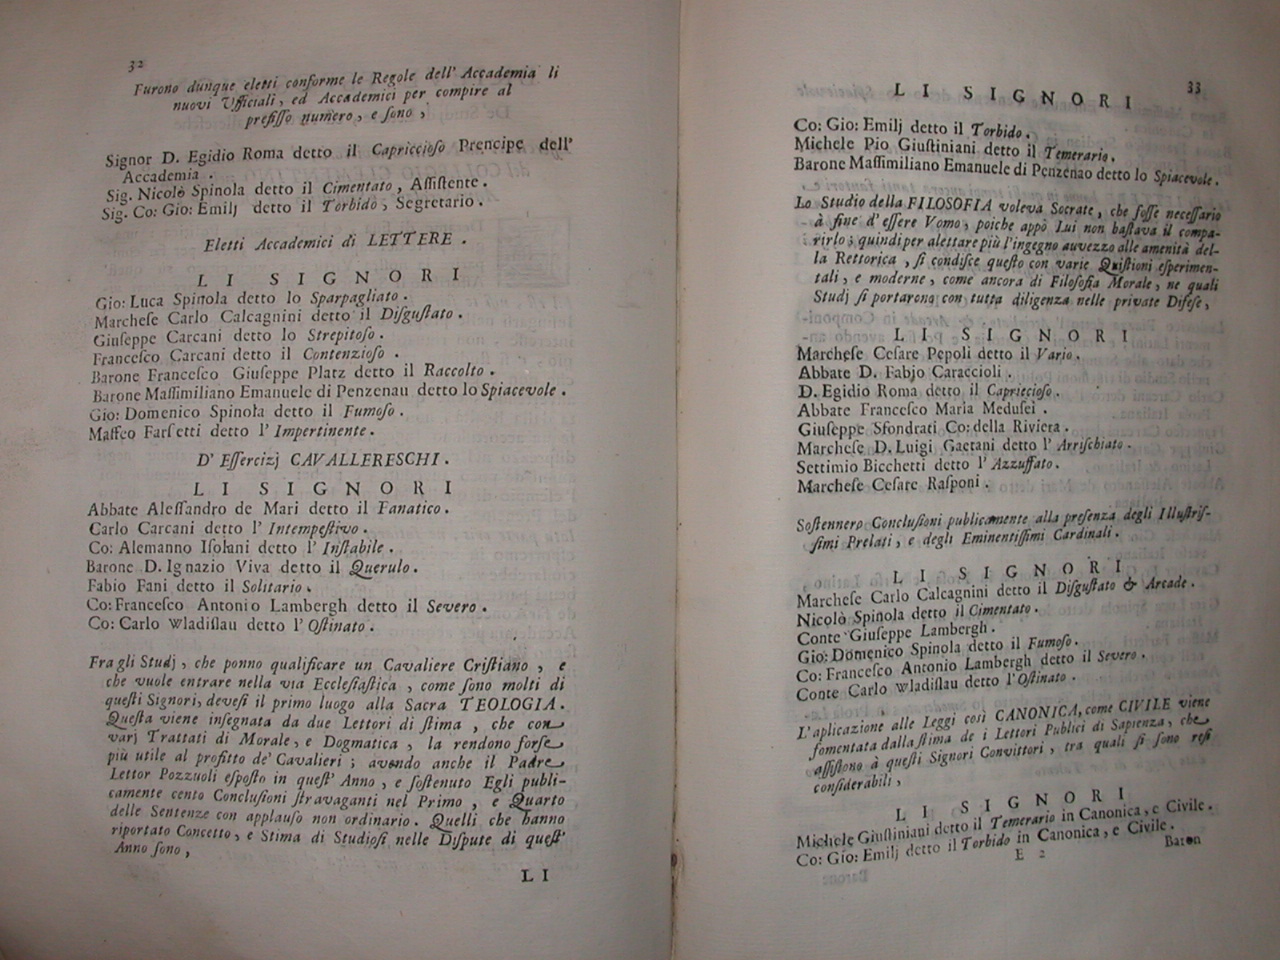 32
Furono dunque eletti conforme le Regole dell' Accademia li
nuovi Ufficiali, ed Accademici per compire al
prefiſſo numero, e ſono,
Signor D. Egidio Roma detto il Capriccioſo Prencipe dell'
Accademia.
Sig. Nicolò Spinola detto il Cimentato, Aſſiſtente.
Sig. Co: Gio: Emilj detto il Torbido, Segretario.
Eletti Accademici di LETTERE.
LI SIGNORI
Gio: Luca Spinola detto lo Sparpagliato.
Marcheſe Carlo Calcagnini detto il Diſguſtato.
Giuſeppe Carcani detto lo Strepitoſo.
Franceſco Carcani detto il Contenzioſo.
Barone Franceſco Giuſeppe Platz detto il Raccolto.
Barone Maſſimiliano Emanuele di Penzenau detto lo Spiacevole.
Gio: Domenico Spinola detto il Fumoſo.
Maffeo Farſetti detto l' Impertinente.
D' Eſſercizj CAVALLERESCHI.
LI SIGNORI
Abbate Aleſſandro de Mari detto il Fanatico.
Carlo Carcani detto l' Intempeſtivo.
Co: Alemanno Iſolani detto l' Inſtabile.
Barone D. Ignazio Viva detto il Querulo.
Fabio Fani detto il Solitario.
Co: Franceſco Antonio Lambergh detto il Severo.
Co: Carlo Wladiſlau detto l' Oſtinato.
Fra gli Studj, che ponno qualificare un Cavaliere Criſtiano, e
che vuole entrare nella via Eccleſiaſtica, come ſono molti di
queſti Signori, deveſi il primo luogo alla Sacra TEOLOGIA.
Queſta viene inſegnata da due Lettori di ſtima, che con
varj Trattati di Morale, e Dogmatica, la rendono forſe
più utile al profitto de' Cavalieri; avendo anche il Padre
Lettor Pozzuoli eſpoſto in queſt' Anno, e ſoſtenuto Egli publi-
camente cento Concluſioni ſtravaganti nel Primo, e Quarto
delle Sentenze con applauſo non ordinario. Quelli che hanno
riportato Concetto, e Stima di Studioſi nelle Diſpute di queſt'
Anno ſono,
LI
33
LI SIGNORI
Co: Gio: Emilj detto il Torbido.
Michele Pio Giuſtiniani detto il Temerario.
Barone Maſſimiliano Emanuele di Penzenao detto lo Spiacevole.
Lo Studio della FILOSOFIA voleva Socrate, che foſſe neceſſario
à fine d' eſſere Vomo, poiche appò Lui non baſtava il compa-
rirlo; quindi per alettare più l'ingegno auvezzo alle amenità del-
la Rettorica, ſi condiſce queſto con varie Quiſtioni eſperimen-
tali, e moderne, come ancora di Filoſofia Morale, ne quali
Studj ſi portarono con tutta diligenza nelle private Difeſe,
LI SIGNORI
Marcheſe Ceſare Pepoli detto il Vario.
Abbate D. Fabjo Caraccioli.
D. Egidio Roma detto il Capriccioſo.
Abbate Franceſco Maria Meduſei.
Giuſeppe Sfondrati Co: della Riviera.
Marcheſe D. Luigi Gaetani detto l' Arriſchiato.
Settimio Bicchetti detto l' Azzuffato.
Marcheſe Ceſare Raſponi.
Soſtennero Concluſioni publicamente alla preſenza degli Illuſtriſ-
ſimi Prelati, e degli Eminentiſſimi Cardinali.
LI SIGNORI
Marcheſe Carlo Calcagnini detto il Diſguſtato & Arcade.
Nicolò Spinola detto il Cimentato.
Conte Giuſeppe Lambergh.
Gio: Domenico Spinola detto il Fumoſo.
Co: Franceſco Antonio Lambergh detto il Severo.
Conte Carlo Wladiſlau detto l'Oſtinato.
L'aplicazione alle Leggi così CANONICA, come CIVILE viene
fomentata dalla ſtima de i Lettori Publici di Sapienza, che
aſſiſtono à queſti Signori Convittori, tra quali ſi ſono reſi
conſiderabili,
LI SIGNORI
Michele Giuſtiniani detto il Temerario in Canonica, e Civile.
Co: Gio: Emilj detto il Torbido in Canonica, e Civile.
E 2
Baron